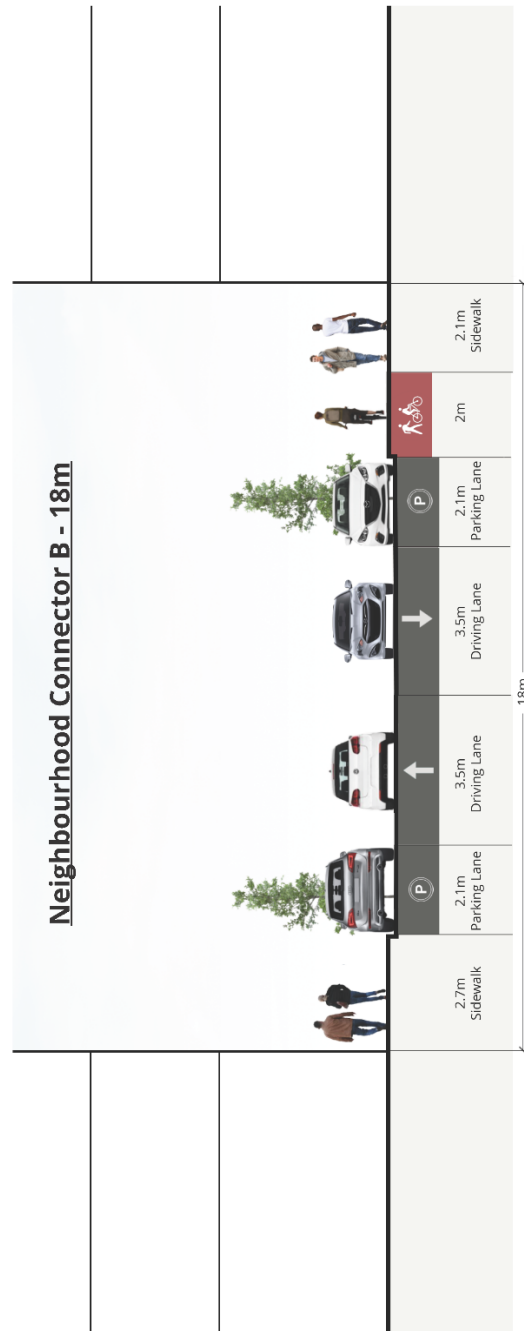 Neighbourhood Connector B - 18m
P
P
2.7m
Sidewalk
2.1m
Parking Lane
3.5m
Driving Lane
3.5m
Driving Lane
2.1m
Parking Lane
2m
2.1m
Sidewalk
18m